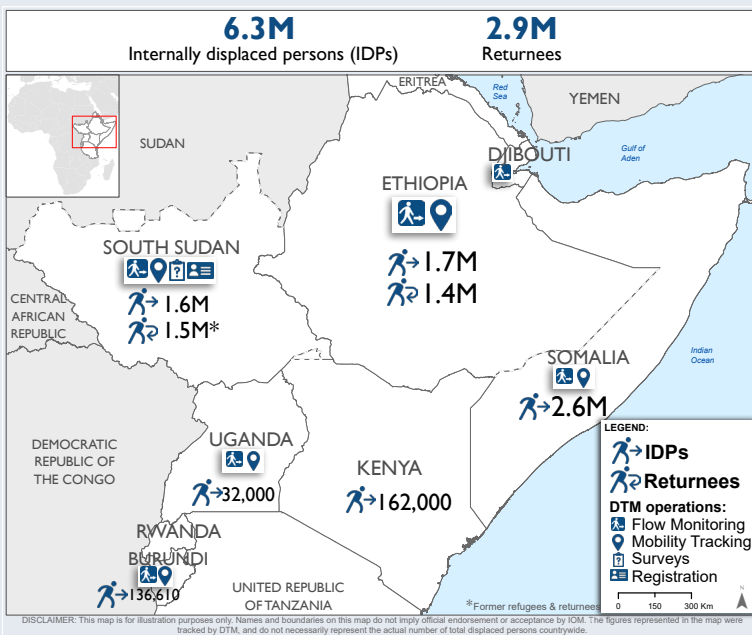 6.3M
Internally displaced persons (IDPs)
2.9M
Returnees
ERITREA
Red
Sea
YEMEN
SUDAN
Gulf of
Aden
DJIBOUTI
ETHIOPIA
1.7M
1.4M
SOUTH SUDAN
?
1.6M
1.5M*
CENTRAL
AFRICAN
REPUBLIC
Indian
Ocean
SOMALIA
2.6M
DEMOCRATIC
REPUBLIC OF
THE CONGO
UGANDA
32,000
KENYA
162,000
RWANDA
BURUNDI
136,610
UNITED REPUBLIC
OF TANZANIA
LEGEND:
IDPs
Returnees
DTM operations:
Flow Monitoring
Mobility Tracking
? Surveys
Registration
0 150 300 Km
N
*Former refugees & returnees
DISCLAIMER: This map is for illustration purposes only. Names and boundaries on this map do not imply official endorsement or acceptance by IOM. The figures represented in the map were
tracked by DTM, and do not necessarily represent the actual number of total displaced persons countrywide.